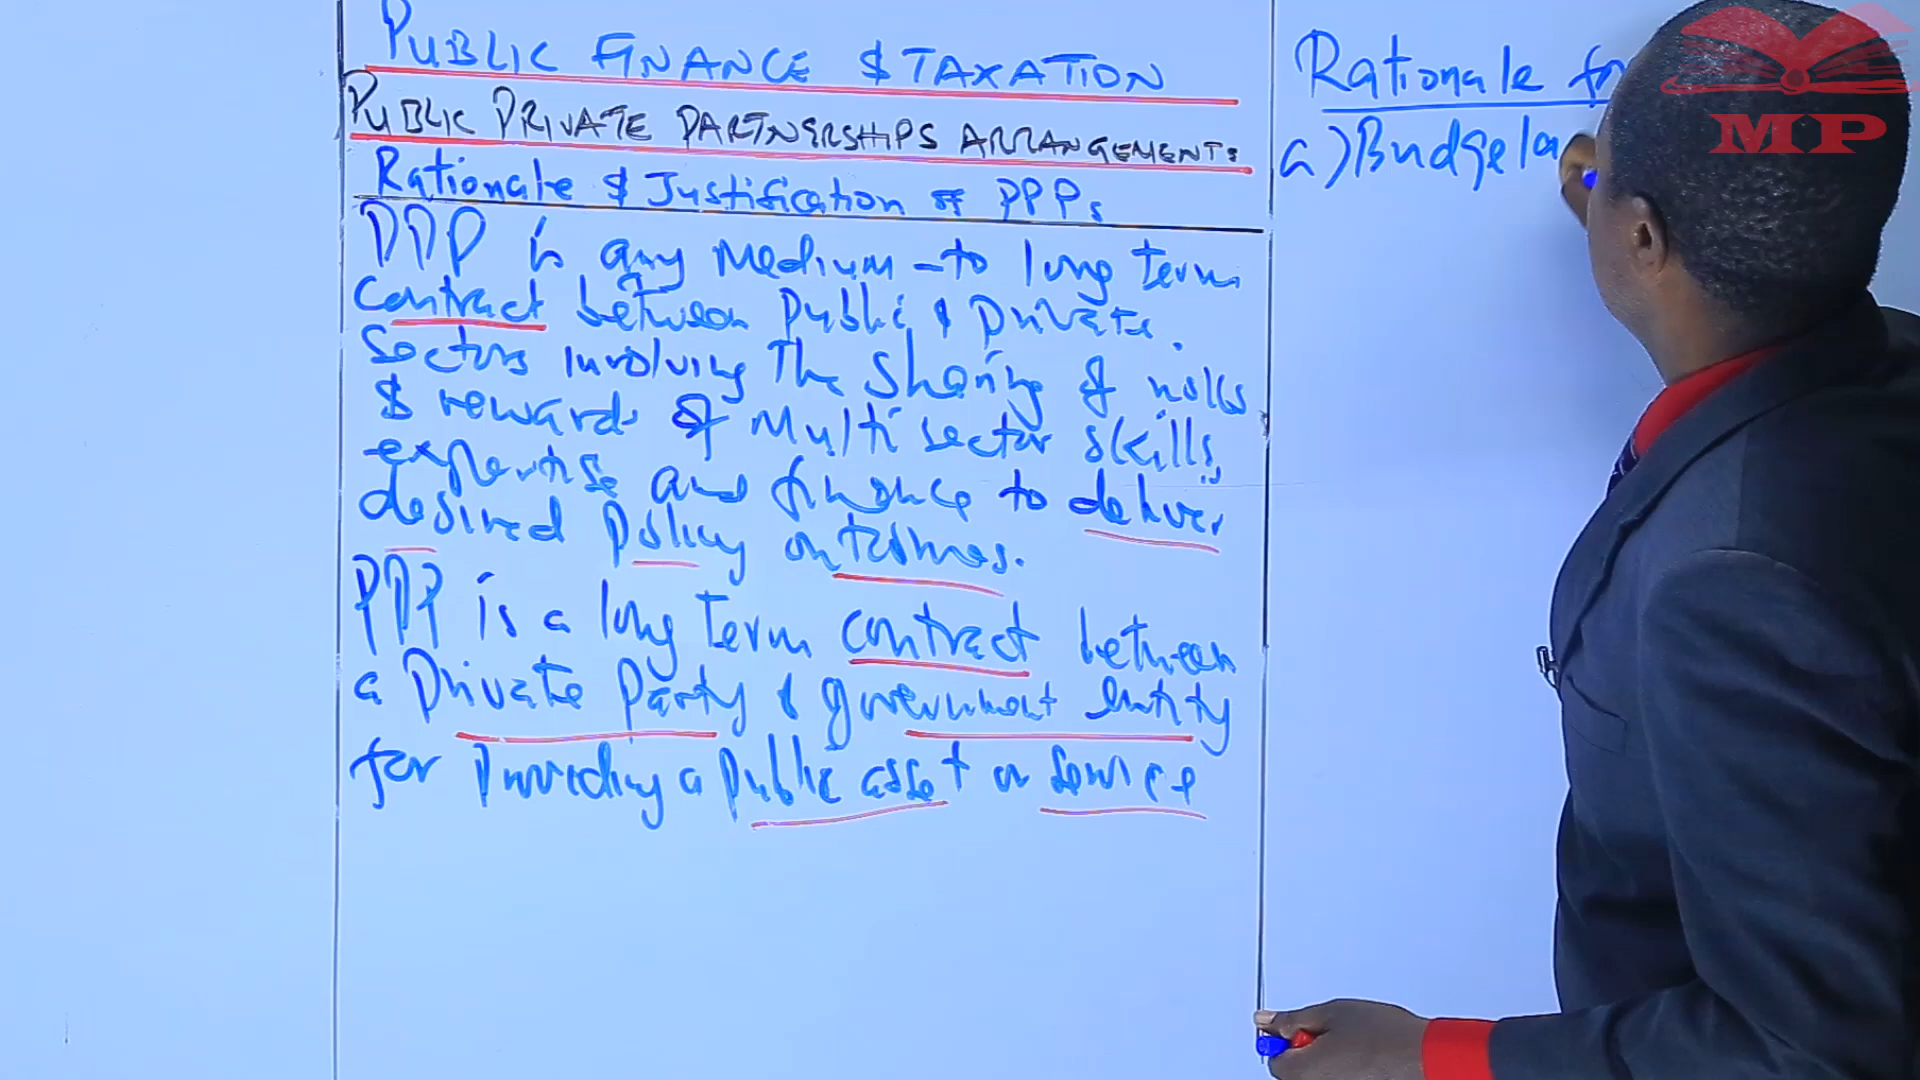 PUBLIC FINANCE & TAXATION
PUBLIC PRIVATE PARTNERSHIPS ARRANGEMENTS
Rationale & Justification of PPPs
PPP is any medium-to long term
contract between public & private.
Sectors involving the sharing of risks
& rewards of multi sector skills,
expertise and finance to deliver
desired policy outcomes.
PPP is a long term contract between
a private party & government entity
for providing a public asset or service
Rationale for
a) Budgeta
MP